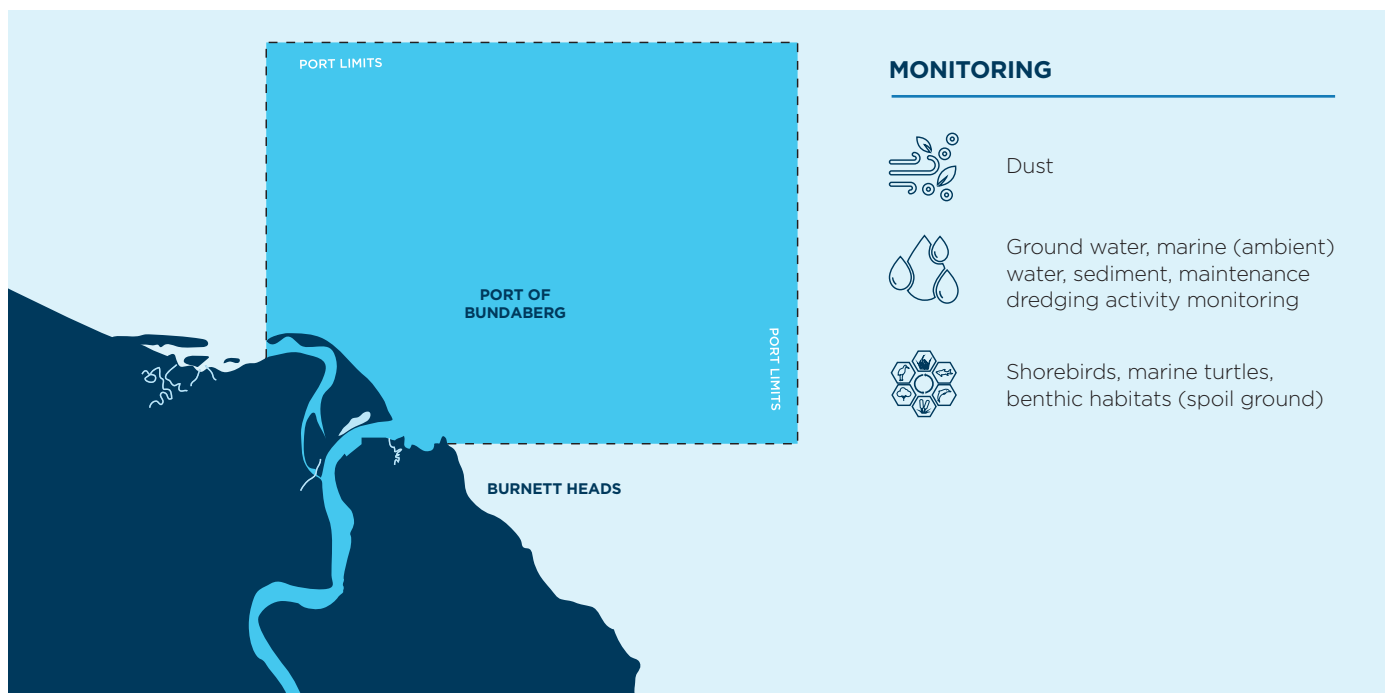 PORT LIMITS
PORT OF
BUNDABERG
PORT LIMITS
BURNETT HEADS
MONITORING
Dust
Ground water, marine (ambient)
water, sediment, maintenance
dredging activity monitoring
Shorebirds, marine turtles,
benthic habitats (spoil ground)